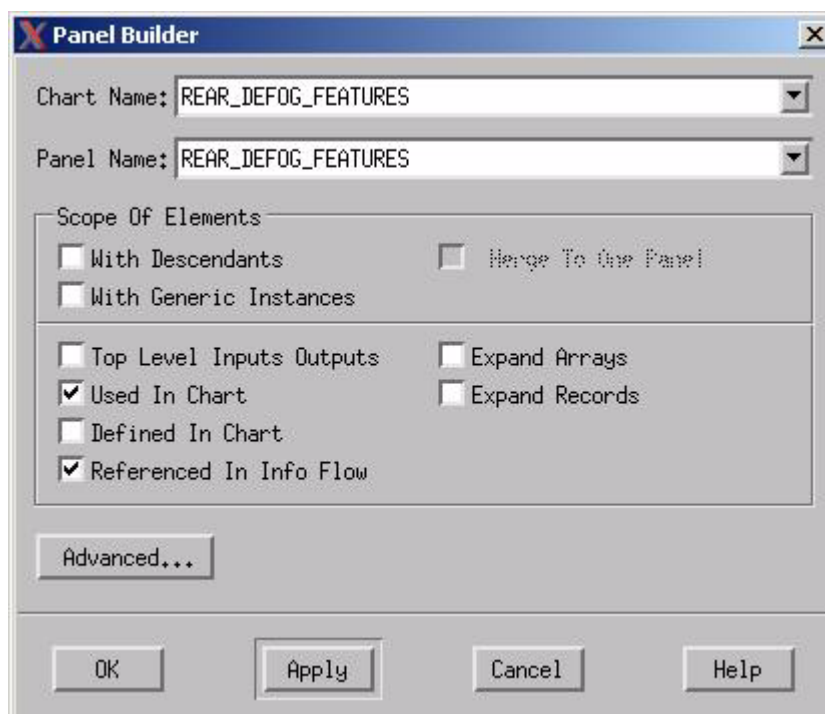 Panel Builder
Chart Name: REAR_DEFOG_FEATURES
Panel Name: REAR_DEFOG_FEATURES
Scope Of Elements
With Descendants Merge To One Panel
With Generic Instances
Top Level Inputs Outputs Expand Arrays
Used In Chart Expand Records
Defined In Chart
Referenced In Info Flow
Advanced...
OK Apply Cancel Help